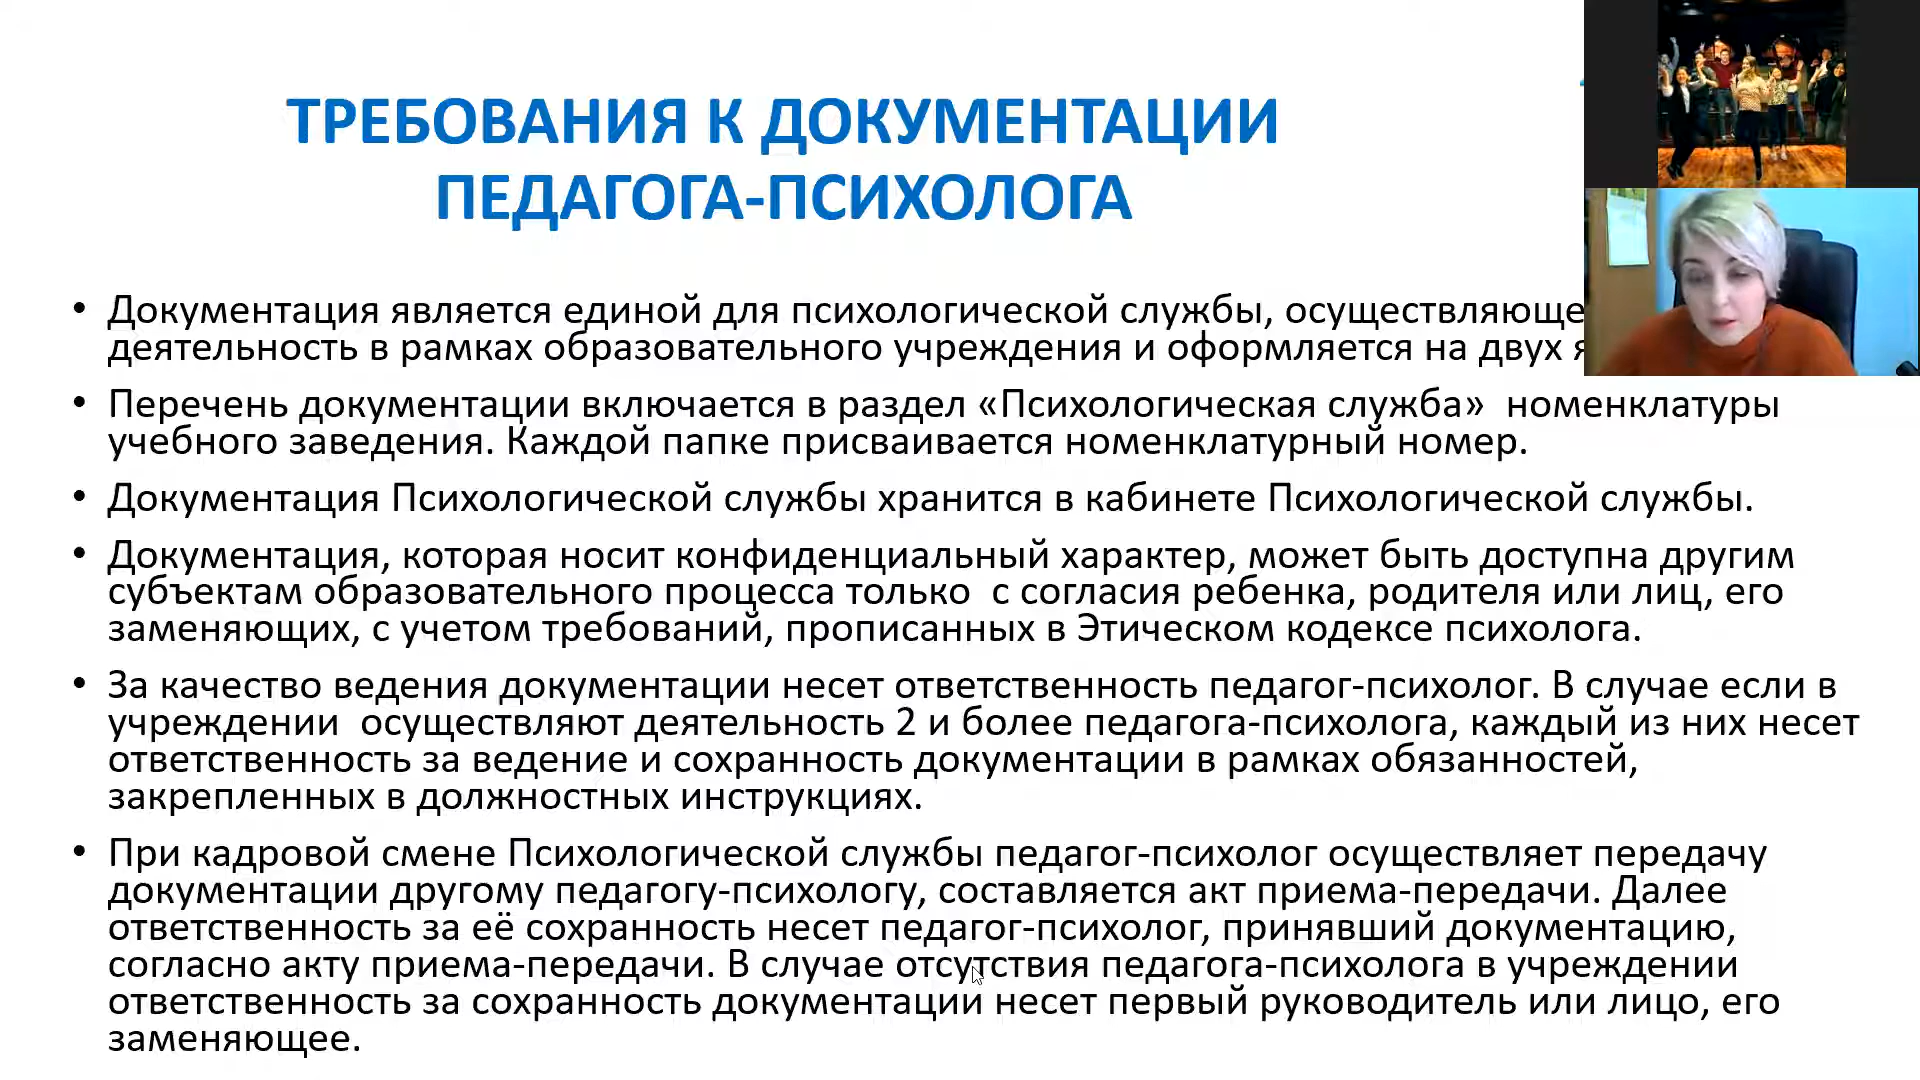 ТРЕБОВАНИЯ К ДОКУМЕНТАЦИИ
ПЕДАГОГА-ПСИХОЛОГА
• Документация является единой для психологической службы,
деятельность в рамках образовательного учреждения и оформляется на двух
• Перечень документации включается в раздел «Психологическая служба» номенклатуры
учебного заведения. Каждой папке присваивается номенклатурный номер.
• Документация Психологической службы хранится в кабинете Психологической службы.
• Документация, которая носит конфиденциальный характер, может быть доступна другим
субъектам образовательного процесса только с согласия ребенка, родителя или лиц, его
заменяющих, с учетом требований, прописанных в Этическом кодексе психолога.
• За качество ведения документации несет ответственность педагог-психолог. В случае если в
учреждении осуществляют деятельность 2 и более педагога-психолога, каждый из них несет
ответственность за ведение и сохранность документации в рамках обязанностей,
закрепленных в должностных инструкциях.
• При кадровой смене Психологической службы педагог-психолог осуществляет передачу
документации другому педагогу-психологу, составляется акт приема-передачи. Далее
ответственность за её сохранность несет педагог-психолог, принявший документацию,
согласно акту приема-передачи. В случае отсутствия педагога-психолога в учреждении
ответственность за сохранность документации несет первый руководитель или лицо, его
заменяющее.